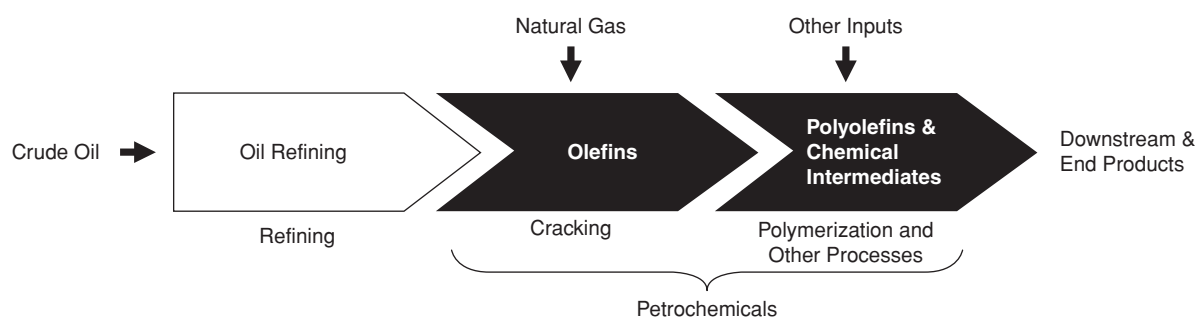 Natural Gas
Other Inputs
Crude Oil
Oil Refining
Olefins
Polyolefins &
Chemical
Intermediates
Downstream &
End Products
Refining
Cracking
Polymerization and
Other Processes
Petrochemicals